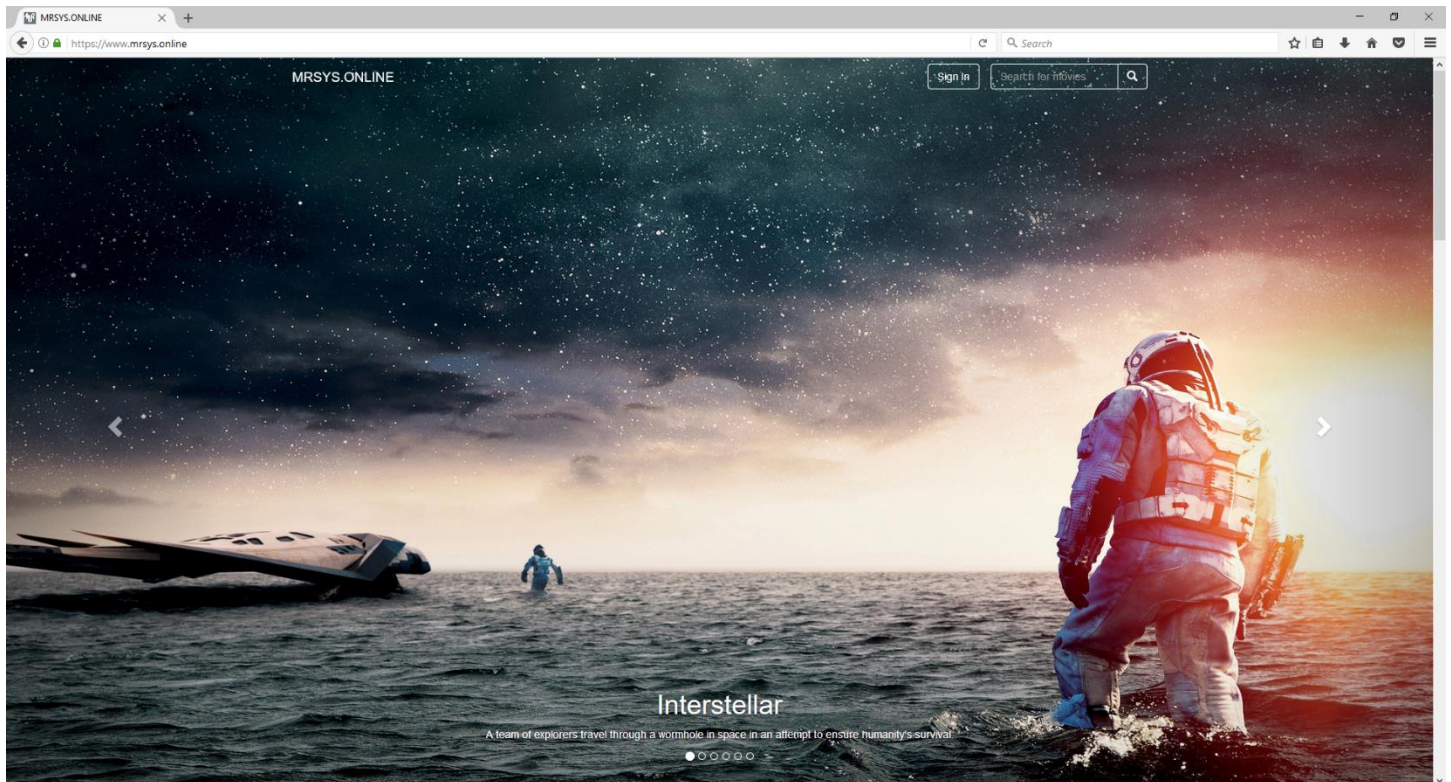 MRSYS.ONLINE
https://www.mrsys.online
Search
MRSYS.ONLINE
Sign In
Search for movies
Interstellar
A team of explorers travel through a wormhole in space in an attempt to ensure humanity's survival